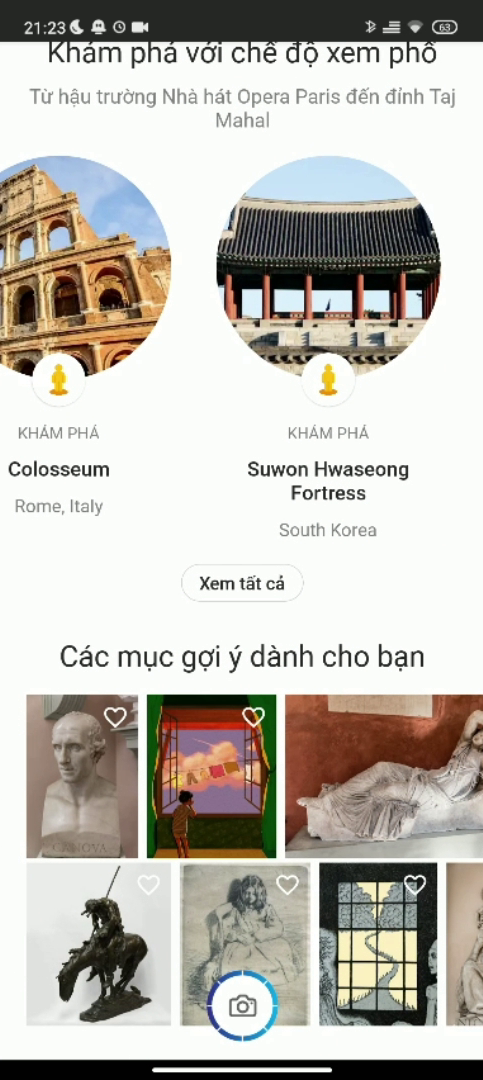 21:23
63
Khám phá với chế độ xem phố
Từ hậu trường Nhà hát Opera Paris đến đỉnh Taj
Mahal
KHÁM PHÁ
Colosseum
Rome, Italy
KHÁM PHÁ
Suwon Hwaseong
Fortress
South Korea
Xem tất cả
Các mục gợi ý dành cho bạn
CANOVA